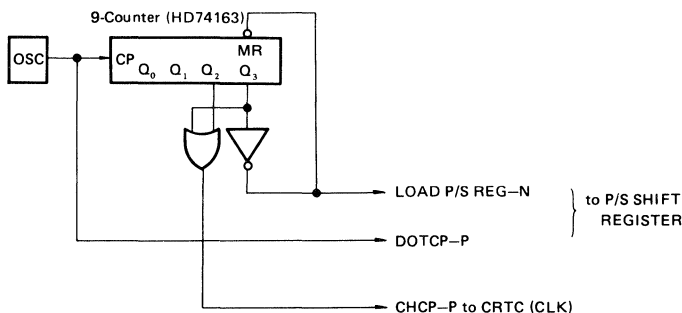 9-Counter (HD74163)
OSC
CP
MR
Q₀ Q₁ Q₂ Q₃
LOAD P/S REG–N
to P/S SHIFT
REGISTER
DOTCP–P
CHCP–P to CRTC (CLK)